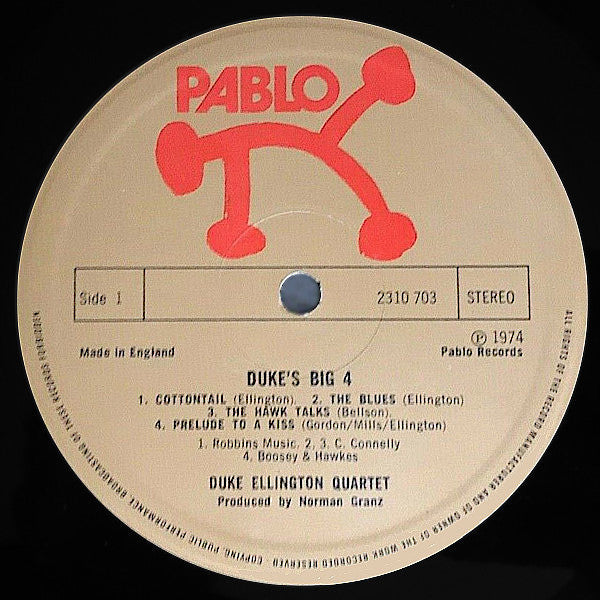 PABLO
Side 1
2310 703
STEREO
Made in England
℗ 1974
Pablo Records
DUKE'S BIG 4
1. COTTONTAIL (Ellington). 2. THE BLUES (Ellington)
3. THE HAWK TALKS (Bellson).
4. PRELUDE TO A KISS (Gordon/Mills/Ellington)
1. Robbins Music. 2, 3. C. Connelly
4. Boosey & Hawkes
DUKE ELLINGTON QUARTET
Produced by Norman Granz
ALL RIGHTS OF THE RECORD MANUFACTURER AND OF OWNER OF THE WORK RECORDED RESERVED · COPYING, PUBLIC PERFORMANCE, BROADCASTING OF THESE RECORDS FORBIDDEN